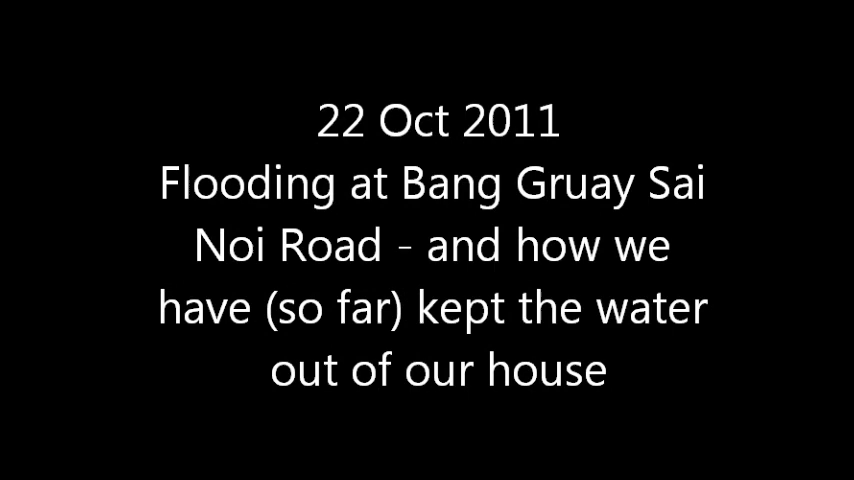 22 Oct 2011
Flooding at Bang Gruay Sai
Noi Road - and how we
have (so far) kept the water
out of our house